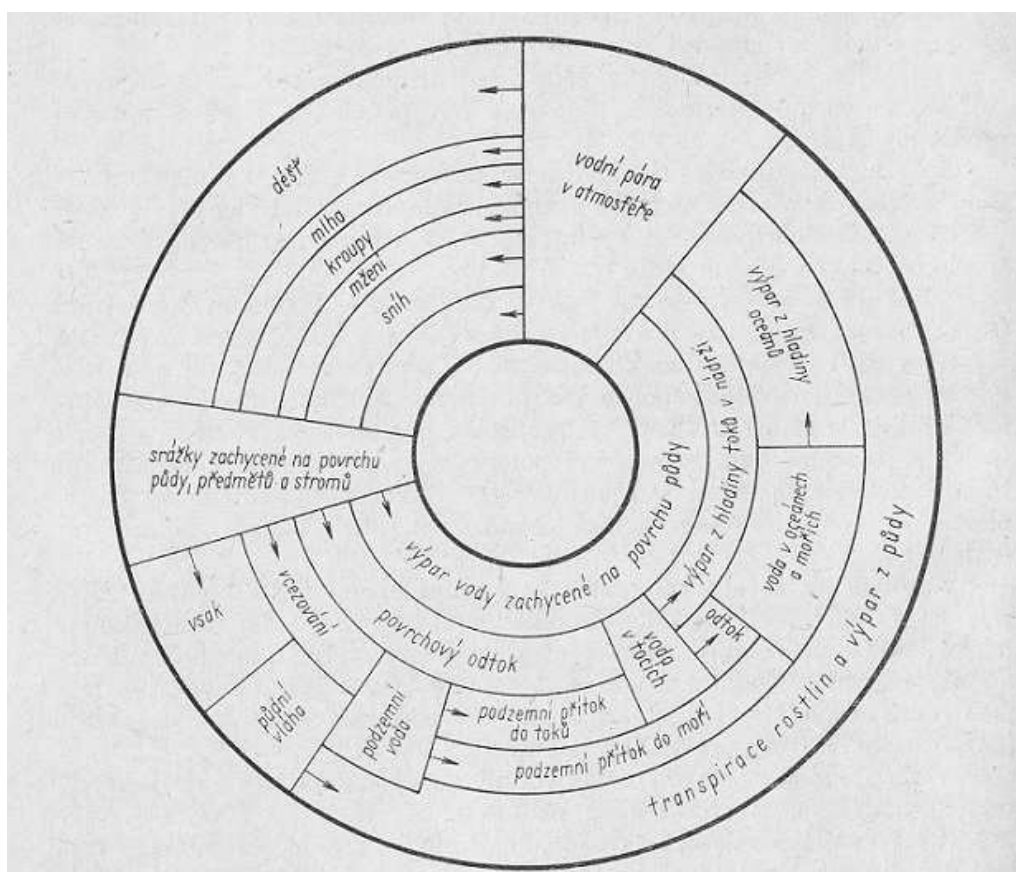 vodní pára
v atmosféře
déšť
mlha
kroupy
mžení
sníh
výpar z hladiny
oceánů
srážky zachycené na povrchu
půdy, předmětů a stromů
výpar vody zachycené na povrchu půdy
výpar z hladiny toků v nádrži
voda v oceánech
a mořích
odtok
voda
v tocích
vsak
vcezování
povrchový odtok
půdní
vláha
podzemní
voda
podzemní přítok
do toků
podzemní přítok do moří
transpirace rostlin a výpar z půdy